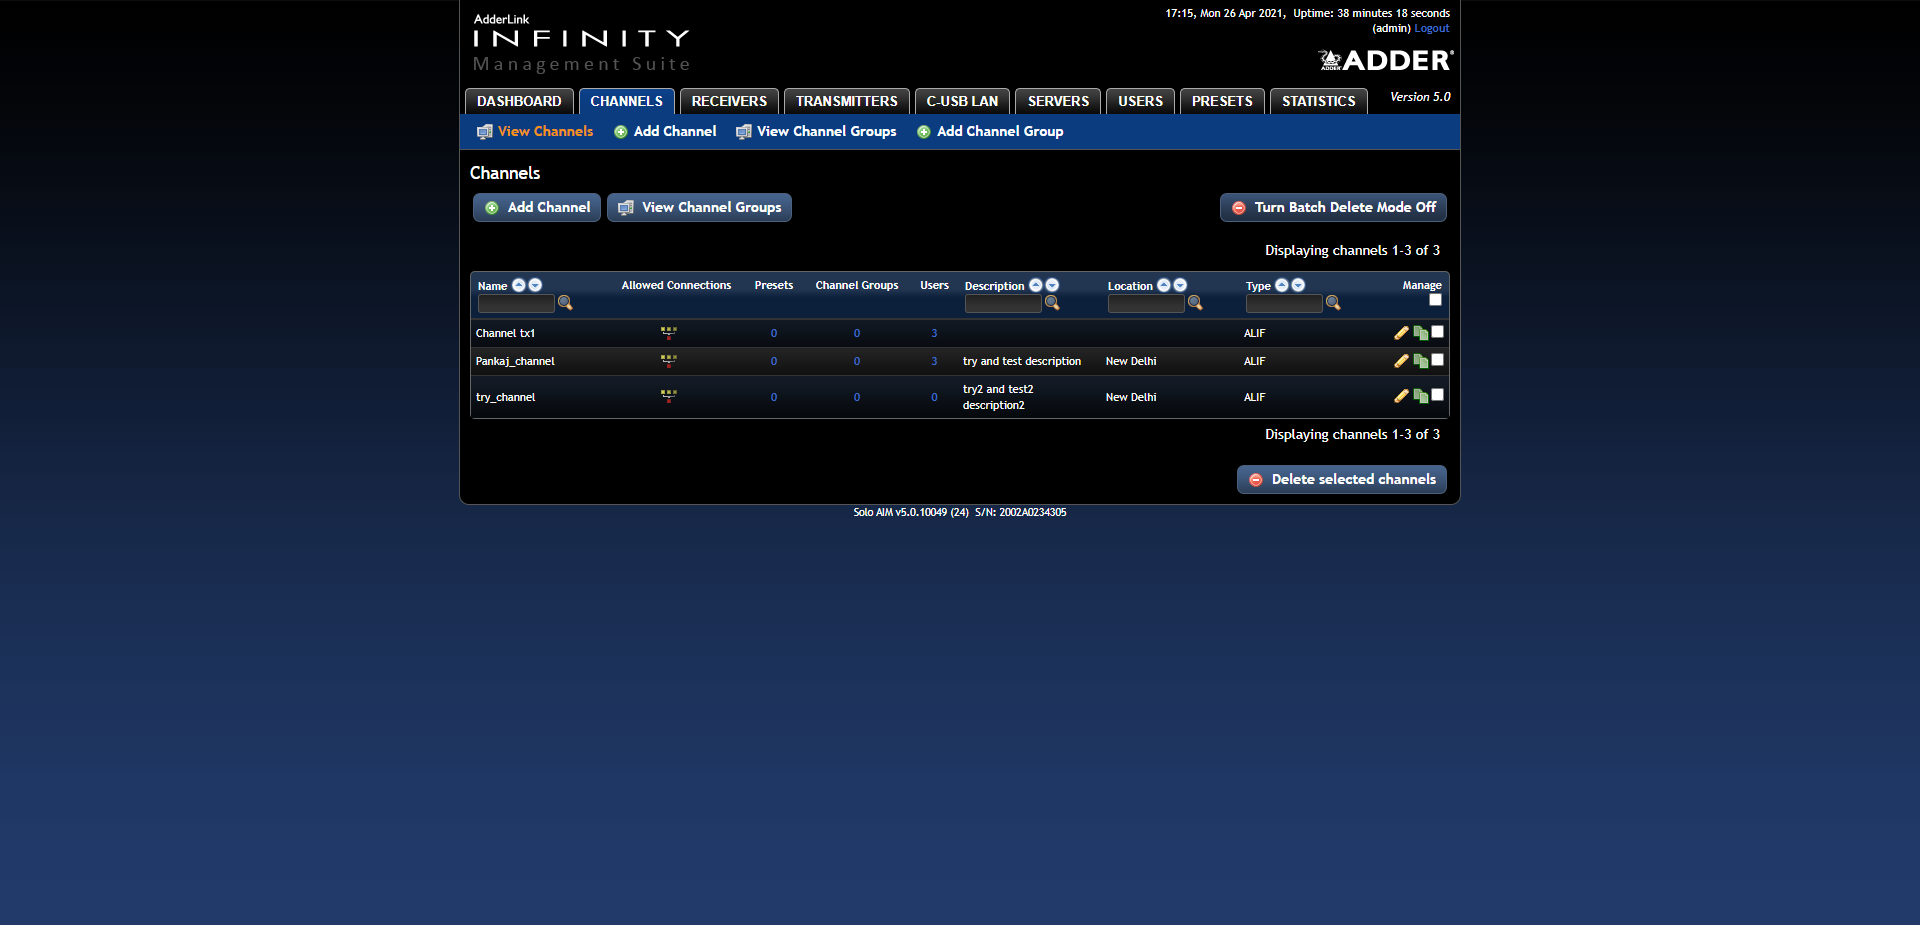 AdderLink
INFINITY
Management Suite
17:15, Mon 26 Apr 2021, Uptime: 38 minutes 18 seconds
(admin) Logout
ADDER
ADDER®
DASHBOARD CHANNELS RECEIVERS TRANSMITTERS C-USB LAN SERVERS USERS PRESETS STATISTICS Version 5.0
View Channels Add Channel View Channel Groups Add Channel Group
Channels
Add Channel View Channel Groups Turn Batch Delete Mode Off
Displaying channels 1-3 of 3
Name Allowed Connections Presets Channel Groups Users Description Location Type Manage
Channel tx1 0 0 3 ALIF
Pankaj_channel 0 0 3 try and test description New Delhi ALIF
try_channel 0 0 0 try2 and test2 description2 New Delhi ALIF
Displaying channels 1-3 of 3
Delete selected channels
Solo AIM v5.0.10049 (24) S/N: 2002A0234305